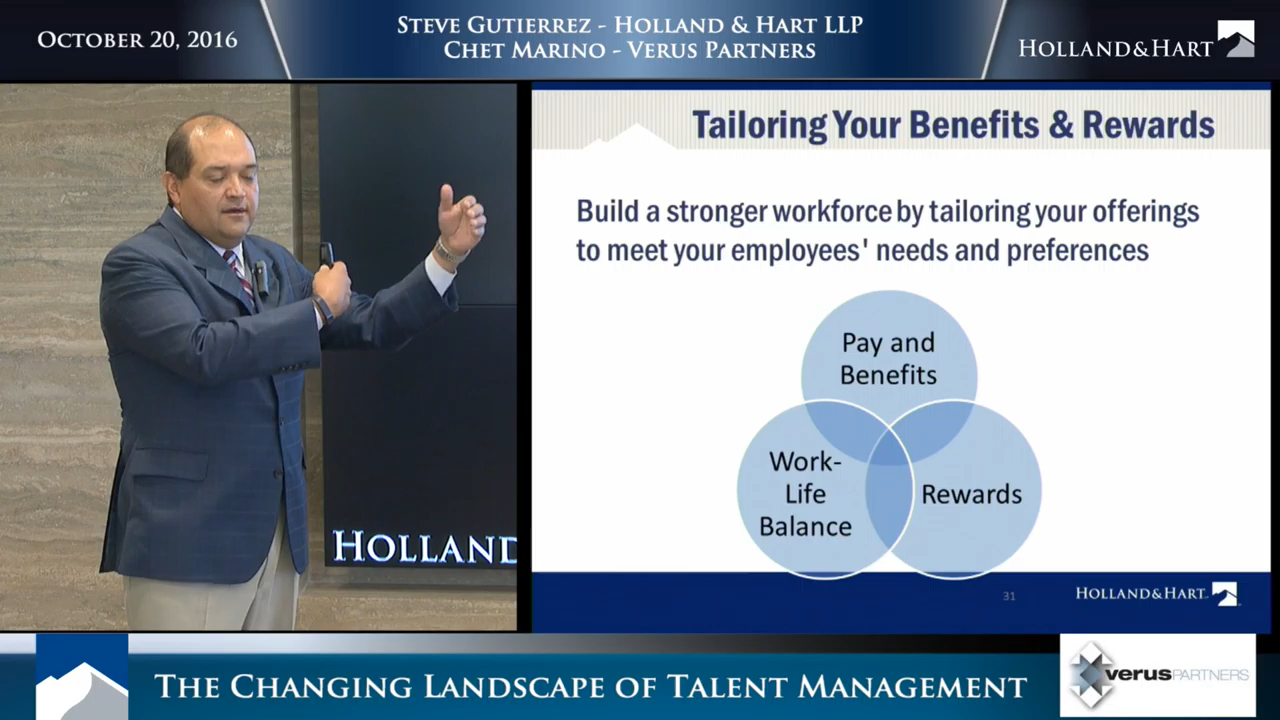 OCTOBER 20, 2016
STEVE GUTIERREZ - HOLLAND & HART LLP
CHET MARINO - VERUS PARTNERS
HOLLAND&HART
Tailoring Your Benefits & Rewards
Build a stronger workforce by tailoring your offerings
to meet your employees' needs and preferences
Pay and
Benefits
Work-
Life
Balance
Rewards
HOLLAND
31
HOLLAND&HART
THE CHANGING LANDSCAPE OF TALENT MANAGEMENT
verusPARTNERS